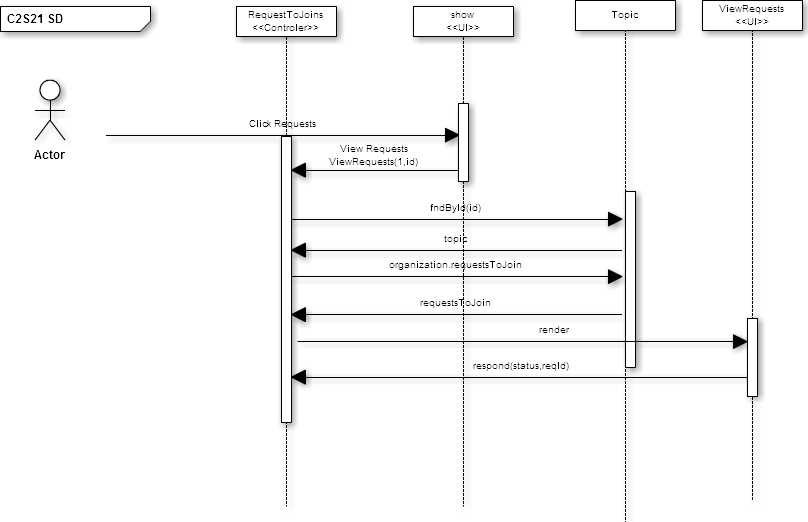 C2S21 SD
RequestToJoins
<<Controler>>
show
<<UI>>
Topic
ViewRequests
<<UI>>
Actor
Click Requests
View Requests
ViewRequests(1,id)
fndById(id)
topic
organization.requestsToJoin
requestsToJoin
render
respond(status,reqId)